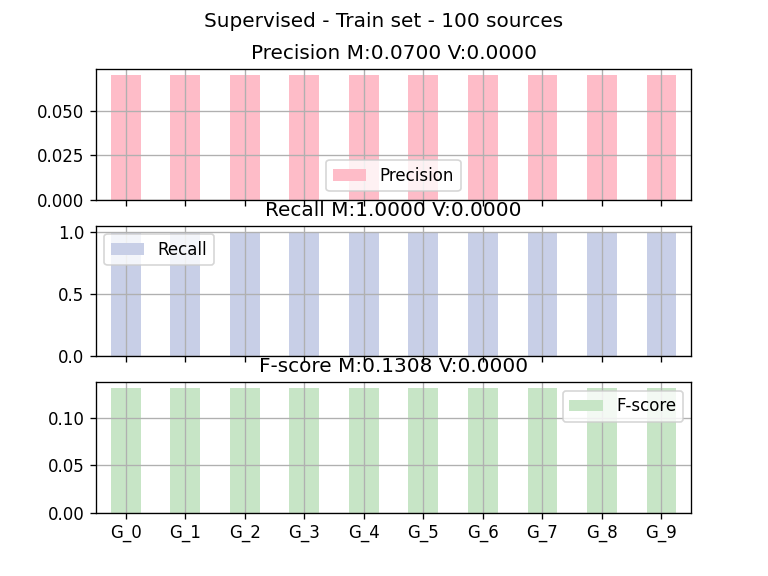 Supervised - Train set - 100 sources
Precision M:0.0700 V:0.0000
0.050
0.025
0.000
Precision
Recall M:1.0000 V:0.0000
1.0
0.5
0.0
Recall
F-score M:0.1308 V:0.0000
0.10
0.05
0.00
F-score
G_0 G_1 G_2 G_3 G_4 G_5 G_6 G_7 G_8 G_9